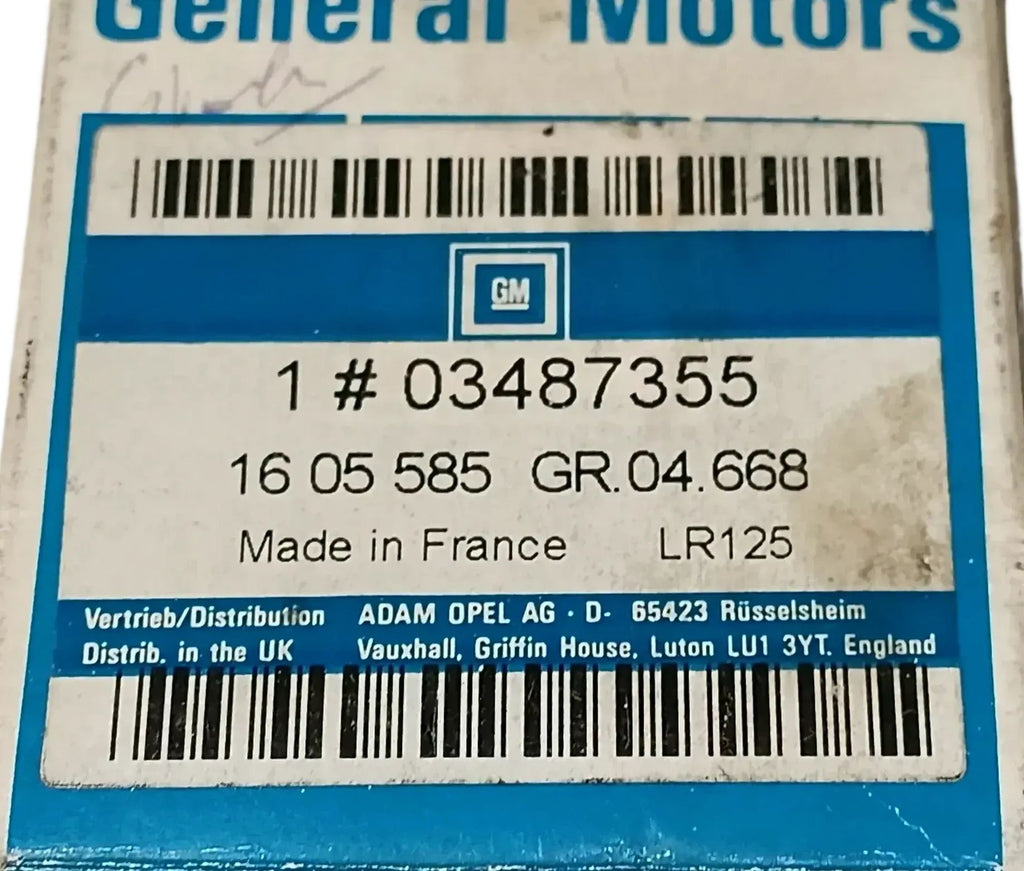 General Motors
GM
1 # 03487355
16 05 585 GR.04.668
Made in France LR125
Vertrieb/Distribution ADAM OPEL AG · D- 65423 Rüsselsheim
Distrib. in the UK Vauxhall, Griffin House, Luton LU1 3YT. England